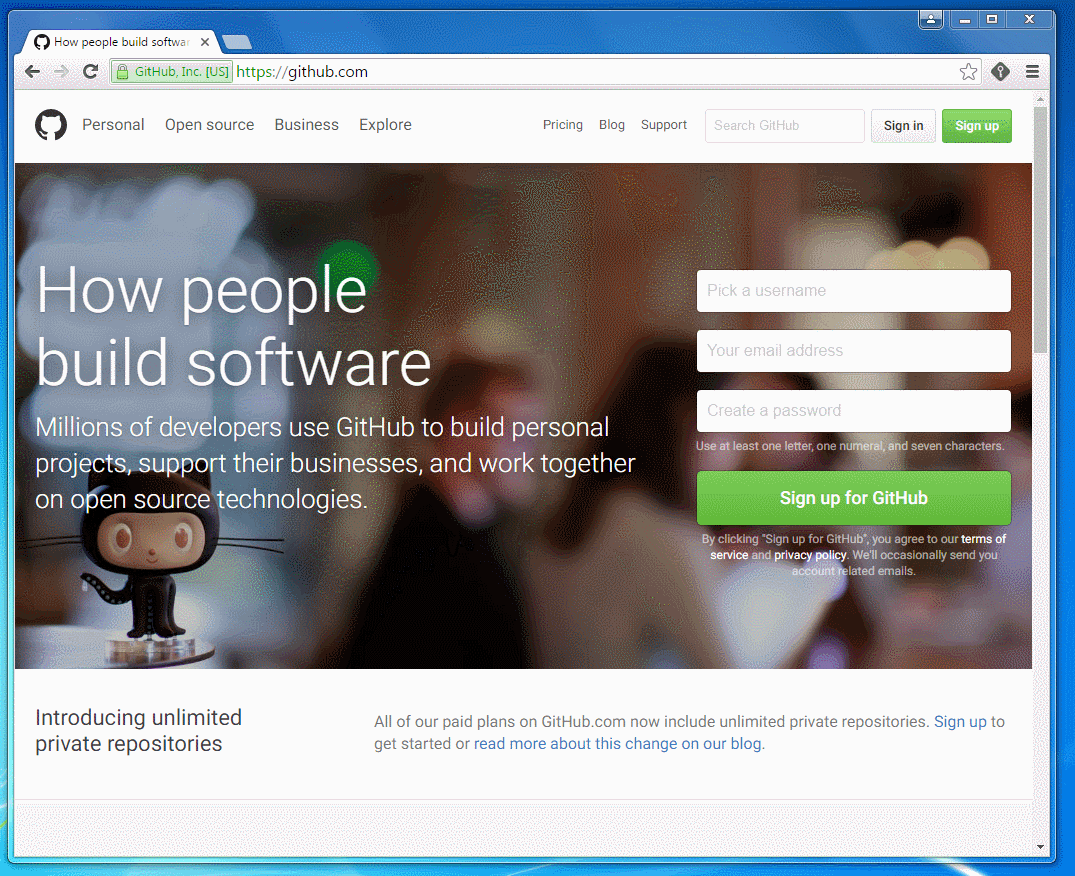 How people build softwar
GitHub, Inc. [US] https://github.com
Personal Open source Business Explore Pricing Blog Support Search GitHub Sign in Sign up
How people
build software
Millions of developers use GitHub to build personal
projects, support their businesses, and work together
on open source technologies.
Pick a username
Your email address
Create a password
Use at least one letter, one numeral, and seven characters.
Sign up for GitHub
By clicking "Sign up for GitHub", you agree to our terms of
service and privacy policy. We'll occasionally send you
account related emails.
Introducing unlimited
private repositories
All of our paid plans on GitHub.com now include unlimited private repositories. Sign up to
get started or read more about this change on our blog.